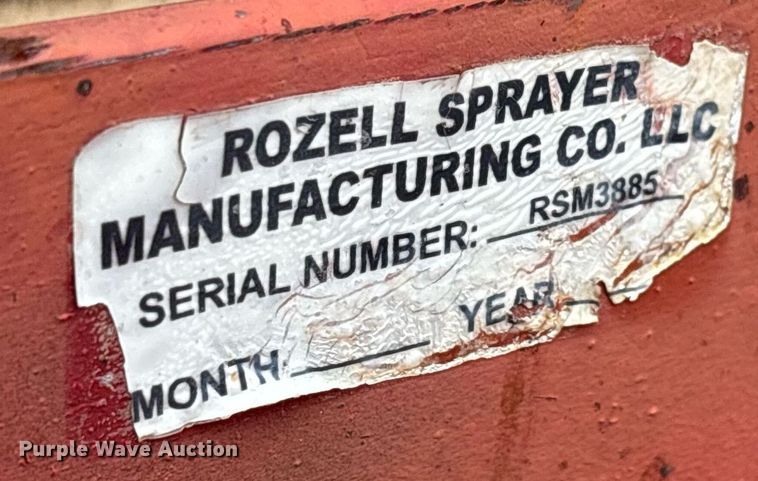 ROZELL SPRAYER
MANUFACTURING CO. LLC
SERIAL NUMBER: RSM3885
MONTH YEAR
Purple Wave Auction